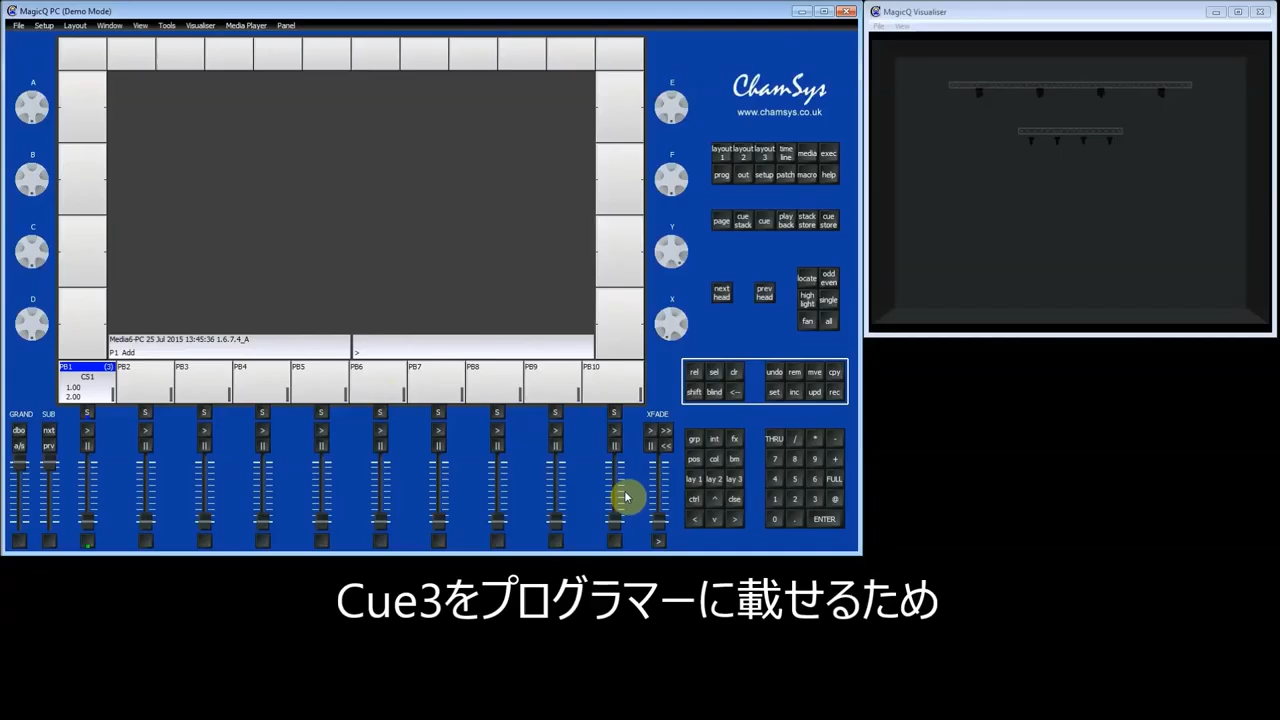 MagicQ PC (Demo Mode)
File Setup Layout Window View Tools Visualiser Media Player Panel
MagicQ Visualiser
File View
A
B
C
D
E
F
Y
X
ChamSys
www.chamsys.co.uk
layout 1 layout 2 layout 3 time line media exec
prog out setup patch macro help
page cue stack cue play back stack store cue store
next head prev head
locate odd even
high light single
fan all
Media6-PC 25 Jul 2015 13:45:36 1.6.7.4_A
P1 Add
>
PB1 (3) PB2 PB3 PB4 PB5 PB6 PB7 PB8 PB9 PB10
CS1
1.00
2.00
rel sel clr undo rem mve cpy
shift blind <-- set inc upd rec
GRAND SUB XFADE
S S S S S S S S S S
dbo nxt > > > > > > > > > > > >>
a/s prv || || || || || || || || || || || <<
grp int fx THRU / * -
pos col bm 7 8 9 +
lay 1 lay 2 lay 3 4 5 6 FULL
ctrl ^ clse 1 2 3 @
< v > 0 . ENTER
>
Cue3をプログラマーに載せるため